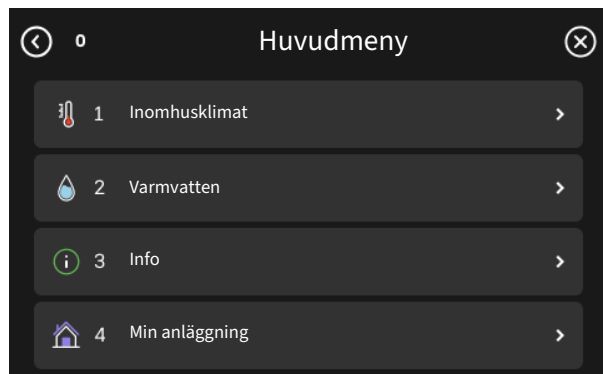 0 Huvudmeny
1 Inomhusklimat
2 Varmvatten
3 Info
4 Min anläggning